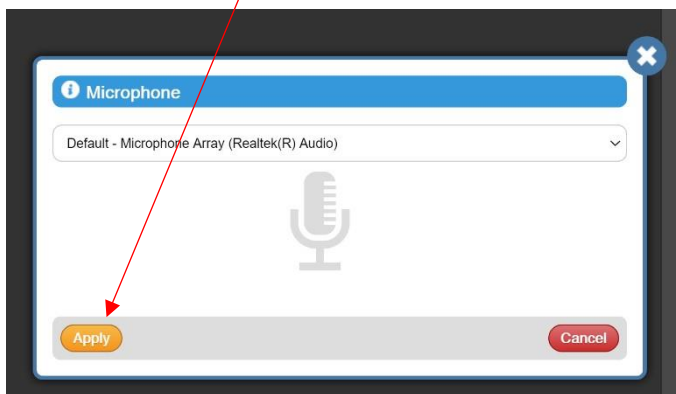 Microphone
Default - Microphone Array (Realtek(R) Audio)
Apply
Cancel